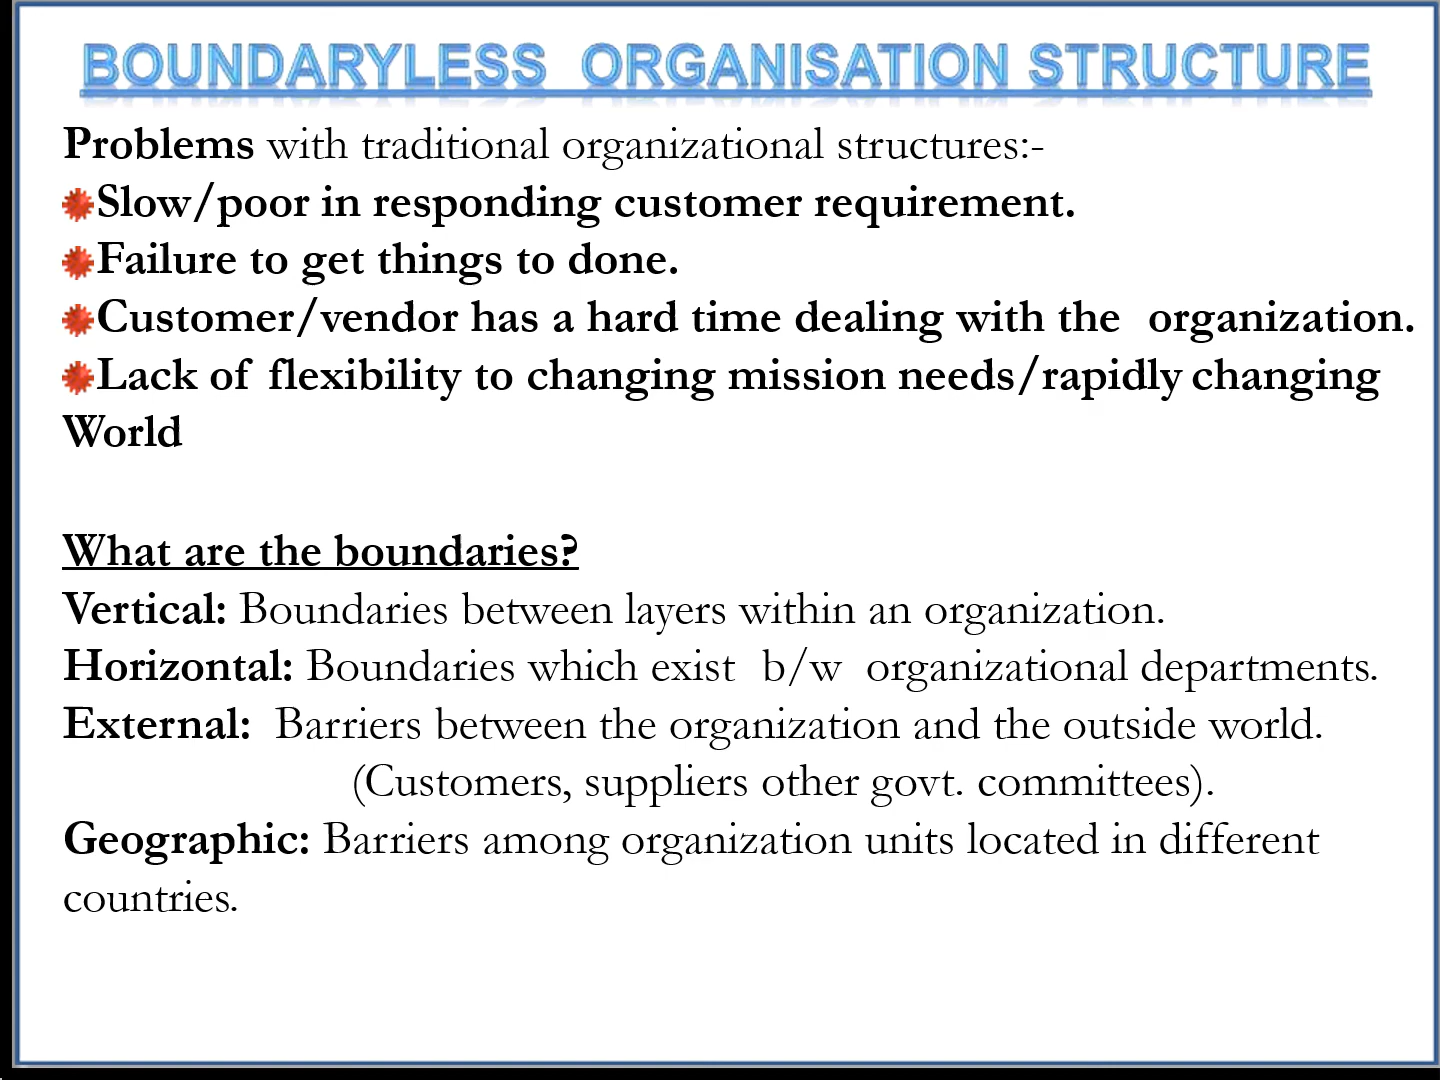 BOUNDARYLESS ORGANISATION STRUCTURE
Problems with traditional organizational structures:-
Slow/poor in responding customer requirement.
Failure to get things to done.
Customer/vendor has a hard time dealing with the organization.
Lack of flexibility to changing mission needs/rapidly changing
World
What are the boundaries?
Vertical: Boundaries between layers within an organization.
Horizontal: Boundaries which exist b/w organizational departments.
External: Barriers between the organization and the outside world.
(Customers, suppliers other govt. committees).
Geographic: Barriers among organization units located in different
countries.